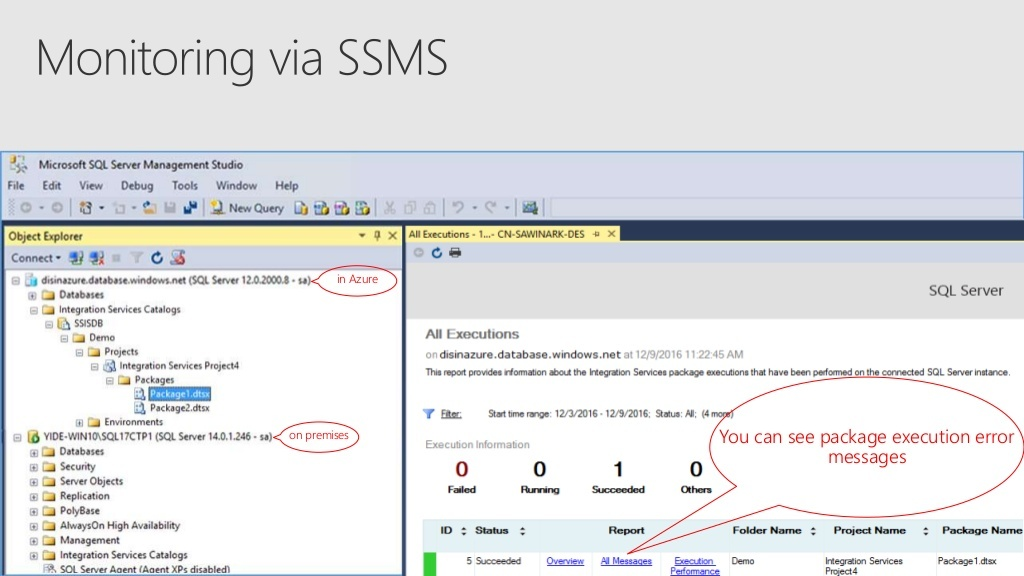 Monitoring via SSMS
Microsoft SQL Server Management Studio
File Edit View Debug Tools Window Help
New Query
Object Explorer
Connect
disinazure.database.windows.net (SQL Server 12.0.2000.8 - sa)
in Azure
Databases
Integration Services Catalogs
SSISDB
Demo
Projects
Integration Services Project4
Packages
Package1.dtsx
Package2.dtsx
Environments
YIDE-WIN10\SQL17CTP1 (SQL Server 14.0.1.246 - sa)
on premises
Databases
Security
Server Objects
Replication
PolyBase
AlwaysOn High Availability
Management
Integration Services Catalogs
SQL Server Agent (Agent XPs disabled)
All Executions - 1...- CN-SAWINARK-DES
SQL Server
All Executions
on disinazure.database.windows.net at 12/9/2016 11:22:45 AM
This report provides information about the Integration Services package executions that have been performed on the connected SQL Server instance.
Filter: Start time range: 12/3/2016 - 12/9/2016; Status: All; (4 more)
You can see package execution error
messages
Execution Information
0 0 1 0
Failed Running Succeeded Others
ID Status Report Folder Name Project Name Package Name
5 Succeeded Overview All Messages Execution Demo Integration Services Package1.dtsx
Performance Project4